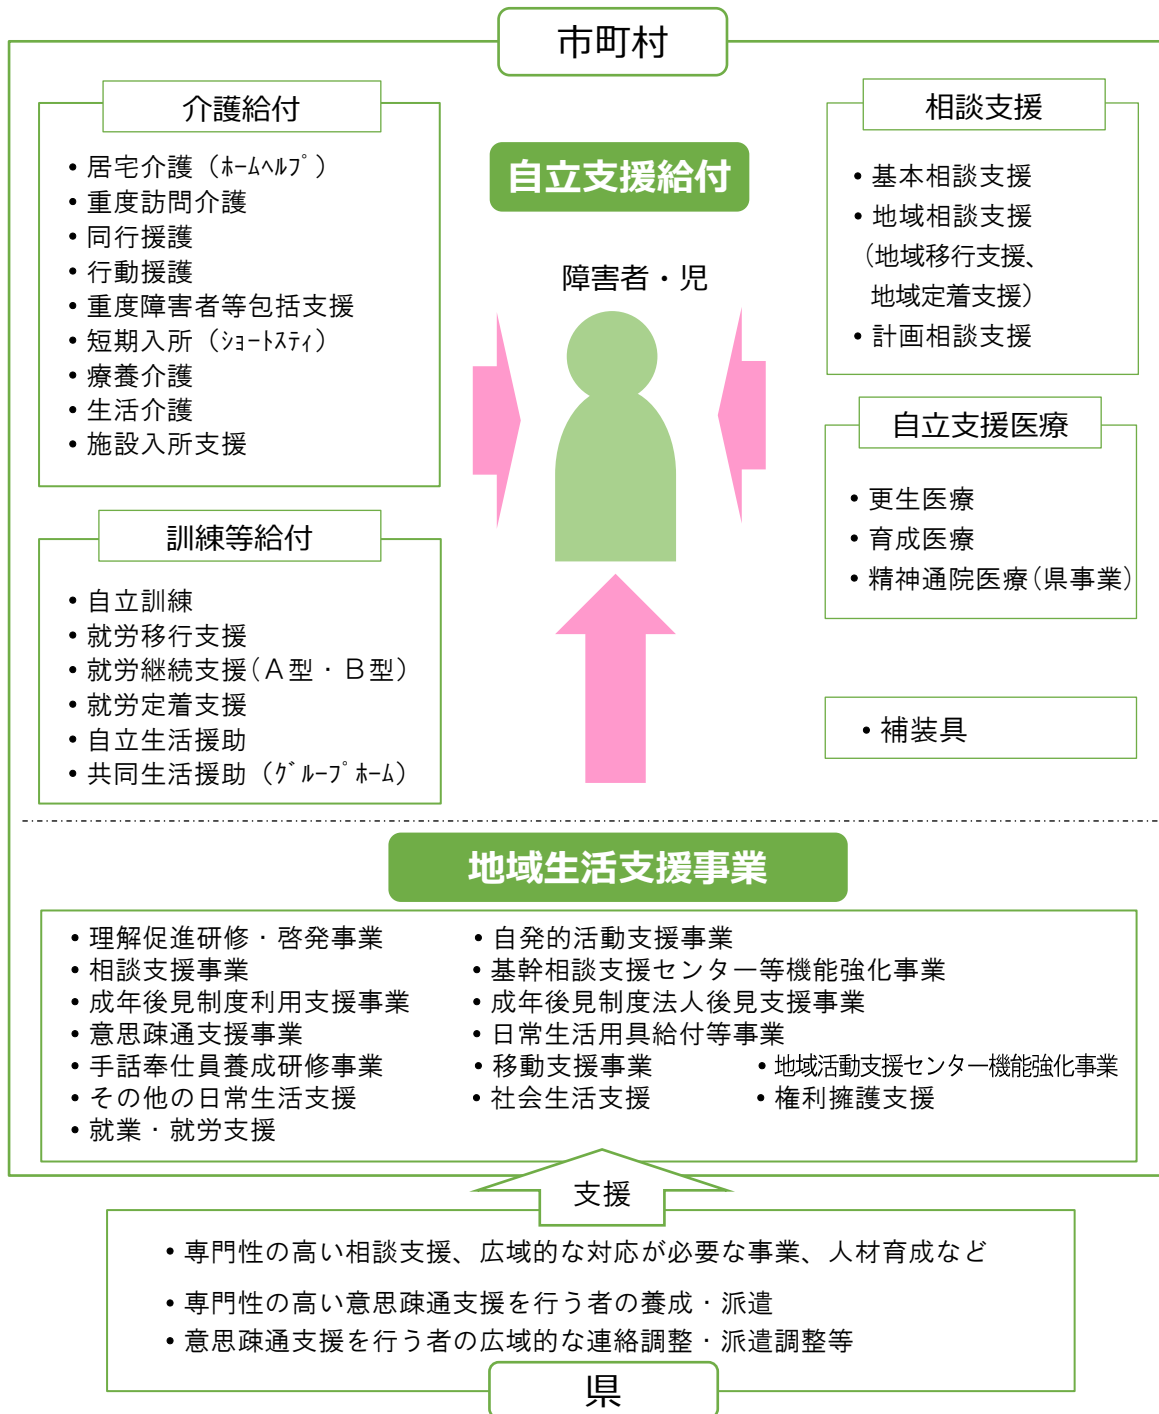 市町村
介護給付
• 居宅介護（ﾎｰﾑﾍﾙﾌﾟ）
• 重度訪問介護
• 同行援護
• 行動援護
• 重度障害者等包括支援
• 短期入所（ｼｮｰﾄｽﾃｨ）
• 療養介護
• 生活介護
• 施設入所支援
訓練等給付
• 自立訓練
• 就労移行支援
• 就労継続支援(Ａ型・Ｂ型)
• 就労定着支援
• 自立生活援助
• 共同生活援助（ｸﾞﾙｰﾌﾟﾎｰﾑ）
自立支援給付
障害者・児
相談支援
• 基本相談支援
• 地域相談支援
（地域移行支援、
地域定着支援）
• 計画相談支援
自立支援医療
• 更生医療
• 育成医療
• 精神通院医療(県事業)
• 補装具
地域生活支援事業
• 理解促進研修・啓発事業
• 相談支援事業
• 成年後見制度利用支援事業
• 意思疎通支援事業
• 手話奉仕員養成研修事業
• その他の日常生活支援
• 就業・就労支援
• 自発的活動支援事業
• 基幹相談支援センター等機能強化事業
• 成年後見制度法人後見支援事業
• 日常生活用具給付等事業
• 移動支援事業
• 社会生活支援
• 地域活動支援センター機能強化事業
• 権利擁護支援
支援
• 専門性の高い相談支援、広域的な対応が必要な事業、人材育成など
• 専門性の高い意思疎通支援を行う者の養成・派遣
• 意思疎通支援を行う者の広域的な連絡調整・派遣調整等
県